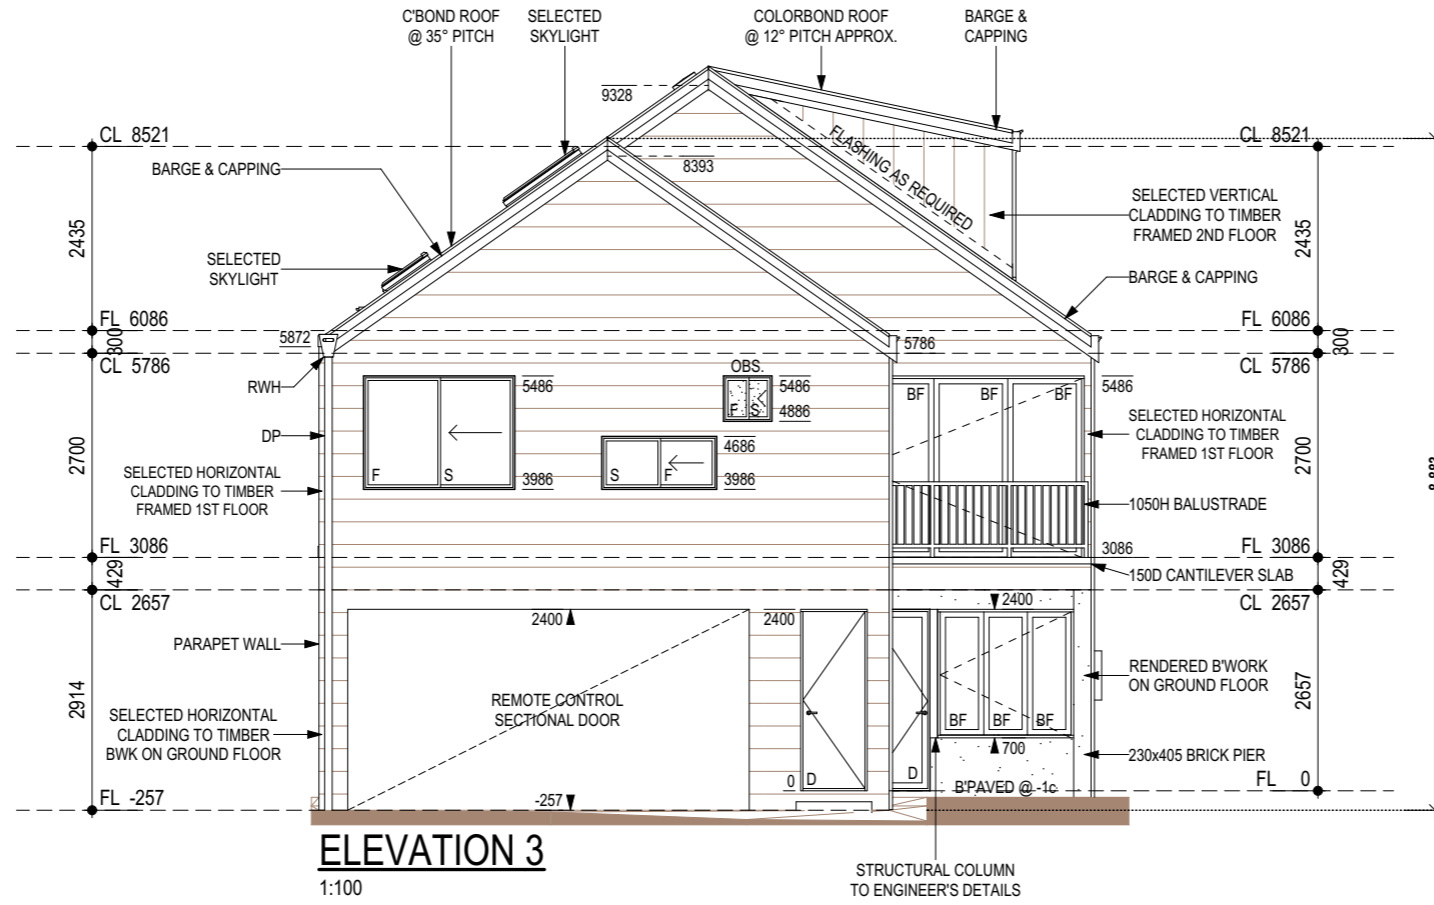 C'BOND ROOF
@ 35° PITCH
SELECTED
SKYLIGHT
COLORBOND ROOF
@ 12° PITCH APPROX.
BARGE &
CAPPING
9328
CL 8521
CL 8521
BARGE & CAPPING
8393
FLASHING AS REQUIRED
SELECTED VERTICAL
CLADDING TO TIMBER
FRAMED 2ND FLOOR
2435
2435
SELECTED
SKYLIGHT
BARGE & CAPPING
FL 6086
FL 6086
5872
5786
300
300
CL 5786
CL 5786
RWH
OBS.
5486
5486
5486
F
S
4886
BF
BF
BF
DP
SELECTED HORIZONTAL
CLADDING TO TIMBER
FRAMED 1ST FLOOR
2700
2700
4686
SELECTED HORIZONTAL
CLADDING TO TIMBER
FRAMED 1ST FLOOR
F
S
3986
S
F
3986
1050H BALUSTRADE
FL 3086
3086
FL 3086
429
429
150D CANTILEVER SLAB
CL 2657
CL 2657
2400
2400
2400
PARAPET WALL
RENDERED B'WORK
ON GROUND FLOOR
2914
2657
REMOTE CONTROL
SECTIONAL DOOR
SELECTED HORIZONTAL
CLADDING TO TIMBER
BWK ON GROUND FLOOR
BF
BF
BF
700
230x405 BRICK PIER
0
D
D
B'PAVED @ -1c
FL 0
FL -257
-257
ELEVATION 3
1:100
STRUCTURAL COLUMN
TO ENGINEER'S DETAILS